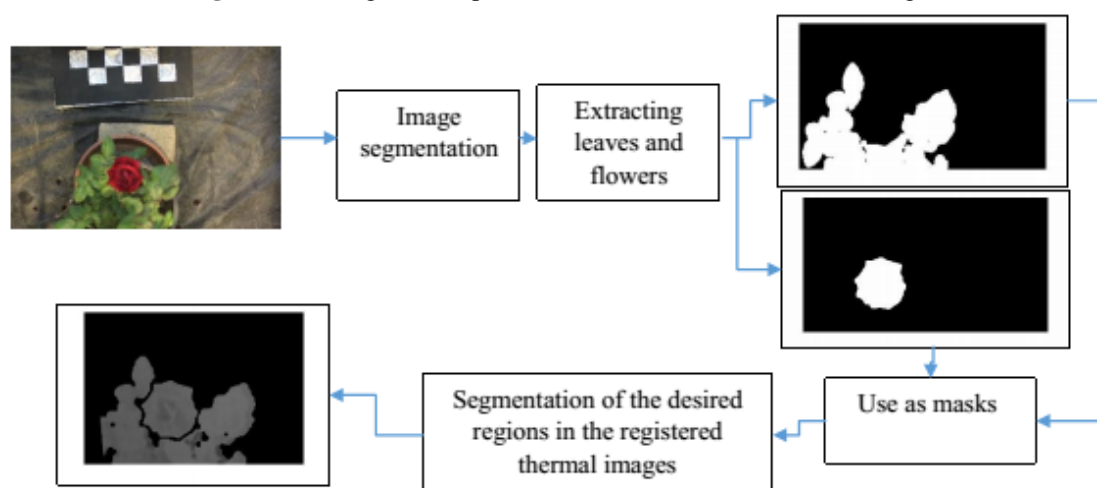 Image
segmentation
Extracting
leaves and
flowers
Use as masks
Segmentation of the desired
regions in the registered
thermal images